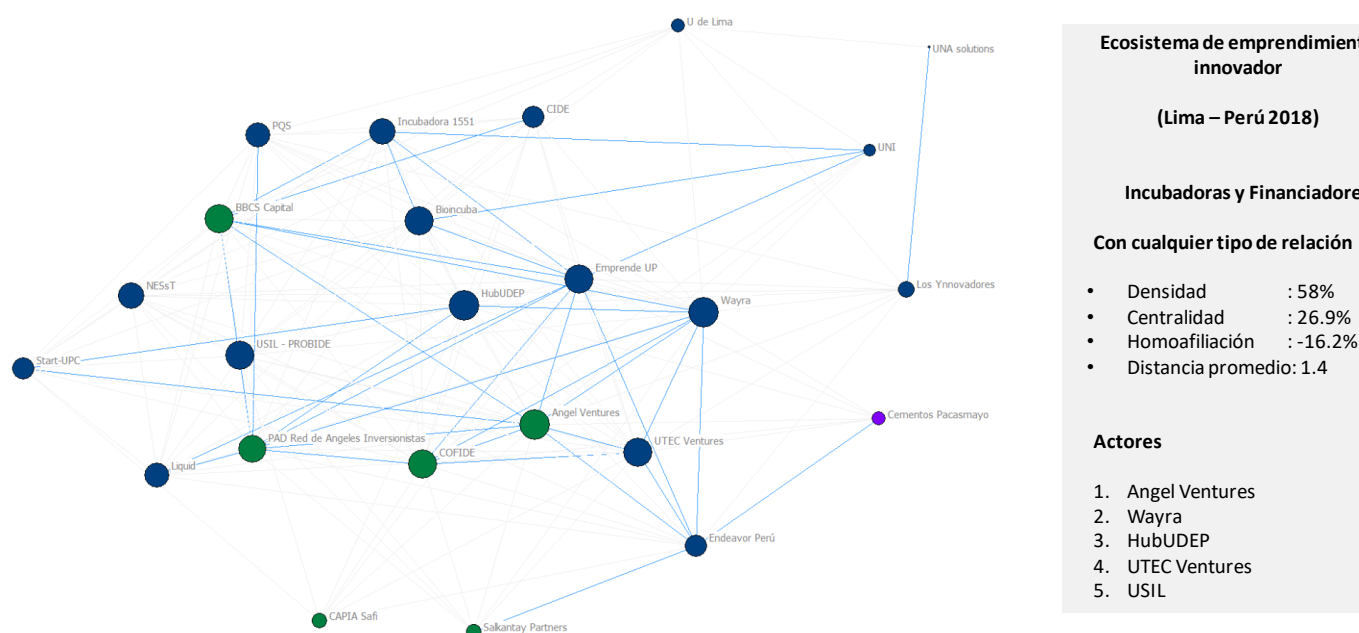 U de Lima
UNA solutions
CIDE
Incubadora 1551
PQS
UNI
BBCS Capital
Bioincuba
Emprende UP
NESsT
HubUDEP
Wayra
Los Ynnovadores
USIL - PROBIDE
Start-UPC
Angel Ventures
Cementos Pacasmayo
PAD Red de Angeles Inversionistas
UTEC Ventures
COFIDE
Liquid
Endeavor Perú
CAPIA Safi
Salkantay Partners
Ecosistema de emprendimient
innovador
(Lima – Perú 2018)
Incubadoras y Financiadore
Con cualquier tipo de relación
• Densidad : 58%
• Centralidad : 26.9%
• Homoafiliación : -16.2%
• Distancia promedio: 1.4
Actores
1. Angel Ventures
2. Wayra
3. HubUDEP
4. UTEC Ventures
5. USIL